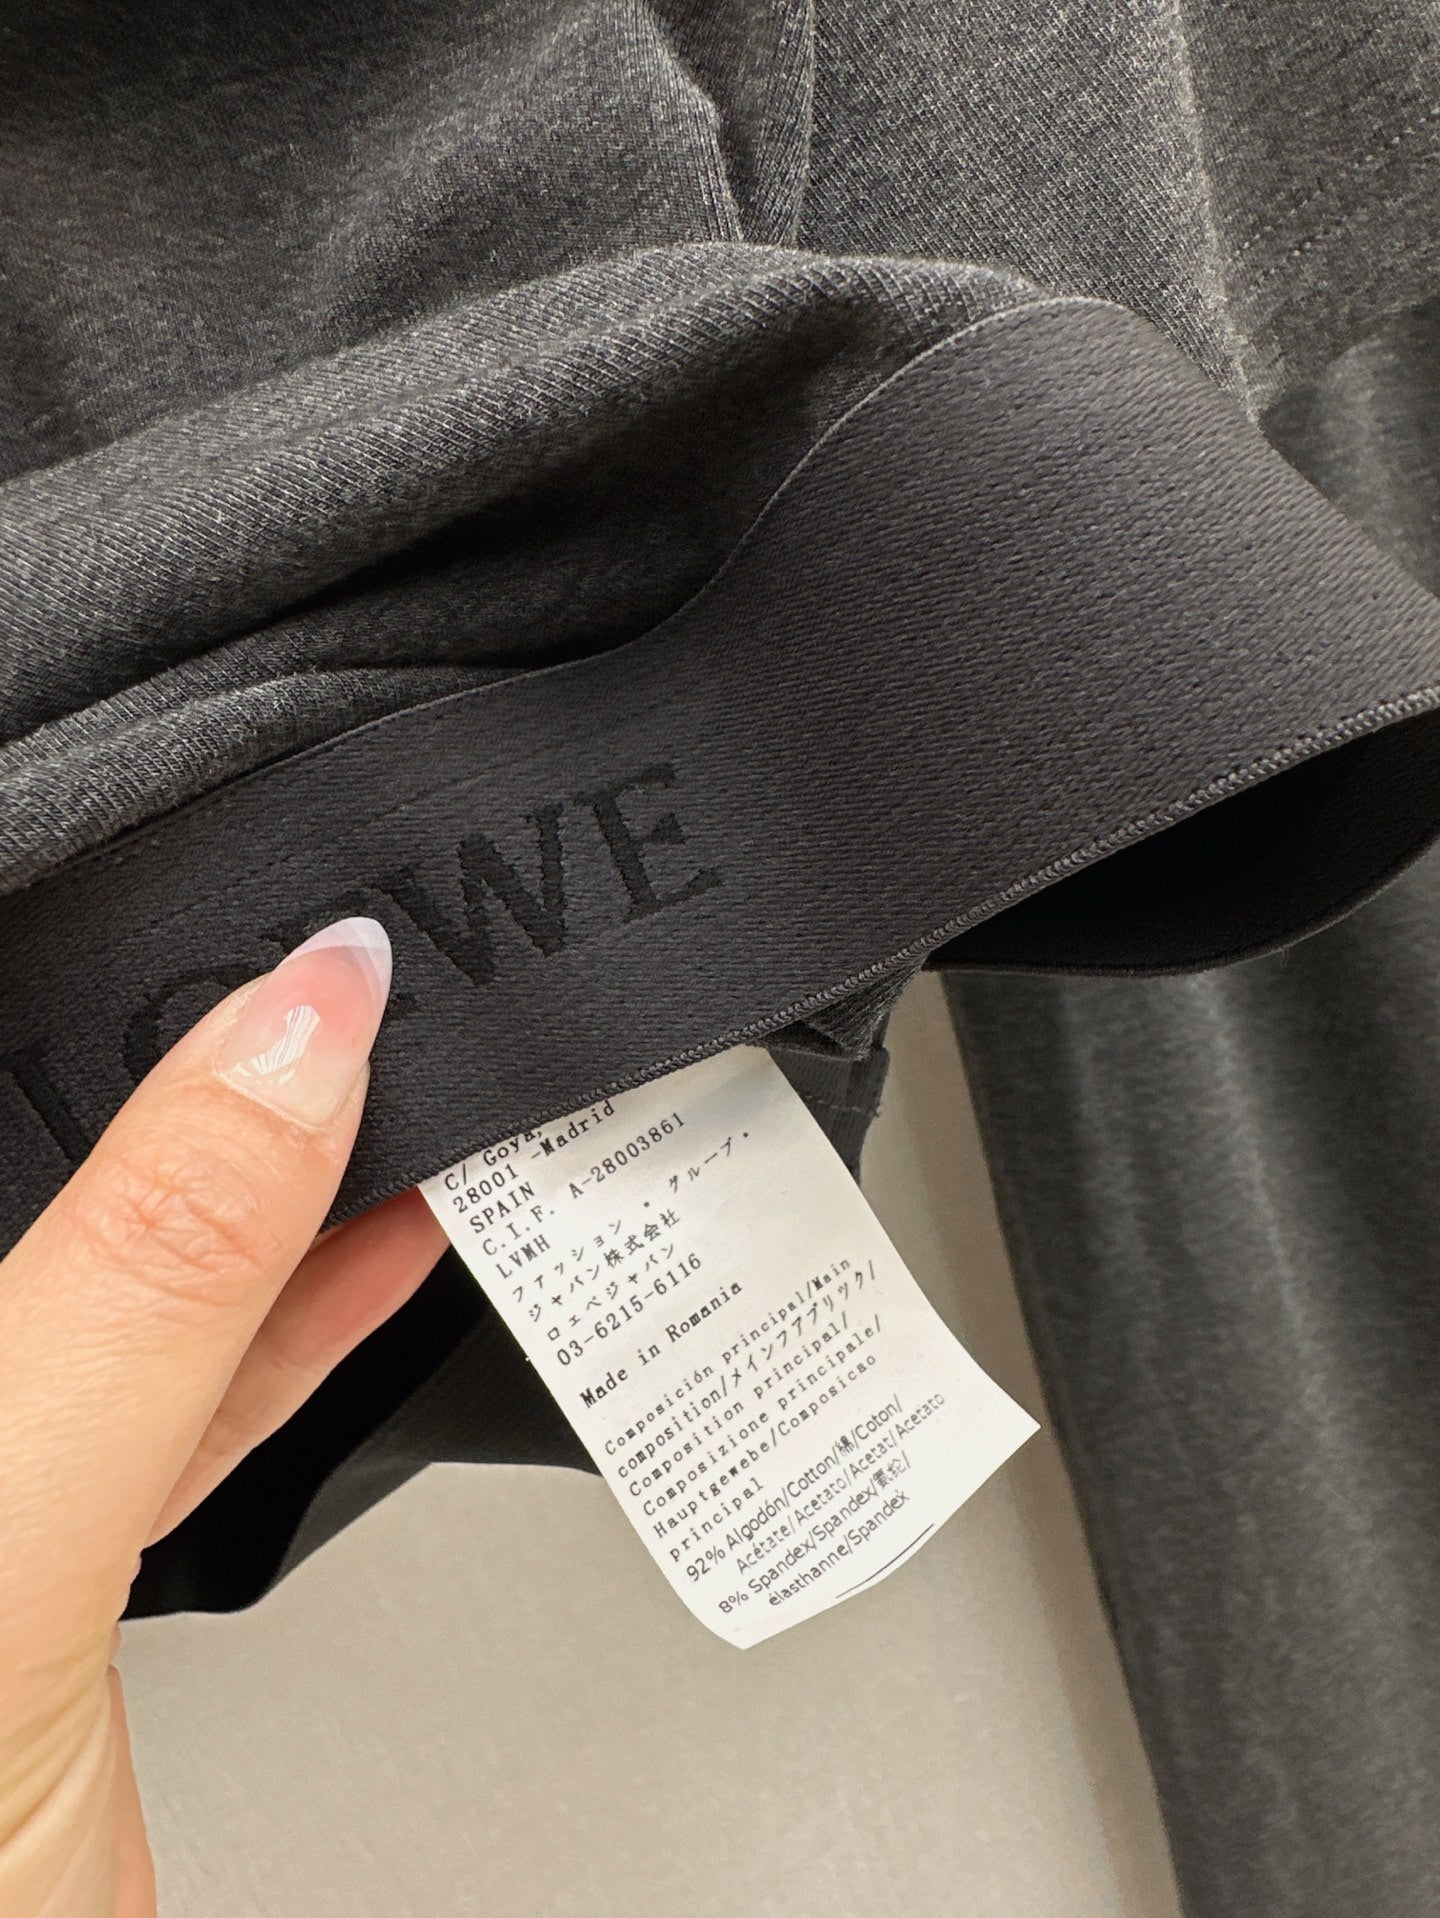 LOEWE
C/ Goya,
28001 -Madrid
SPAIN
C.I.F. A-28003861
LVMH
ファッション・グループ・
ジャパン株式会社
ロエベジャパン
03-6215-6116
Made in Romania
Composición principal/Main
composition/メインファブリック/
Composition principal/
Composizione principale/
Hauptgewebe/Composicao
principal
92% Algodón/Cotton/綿/Coton/
Acétate/Acetato/Acetat/Acetato
8% Spandex/Spandex/
élasthanne/Spandex